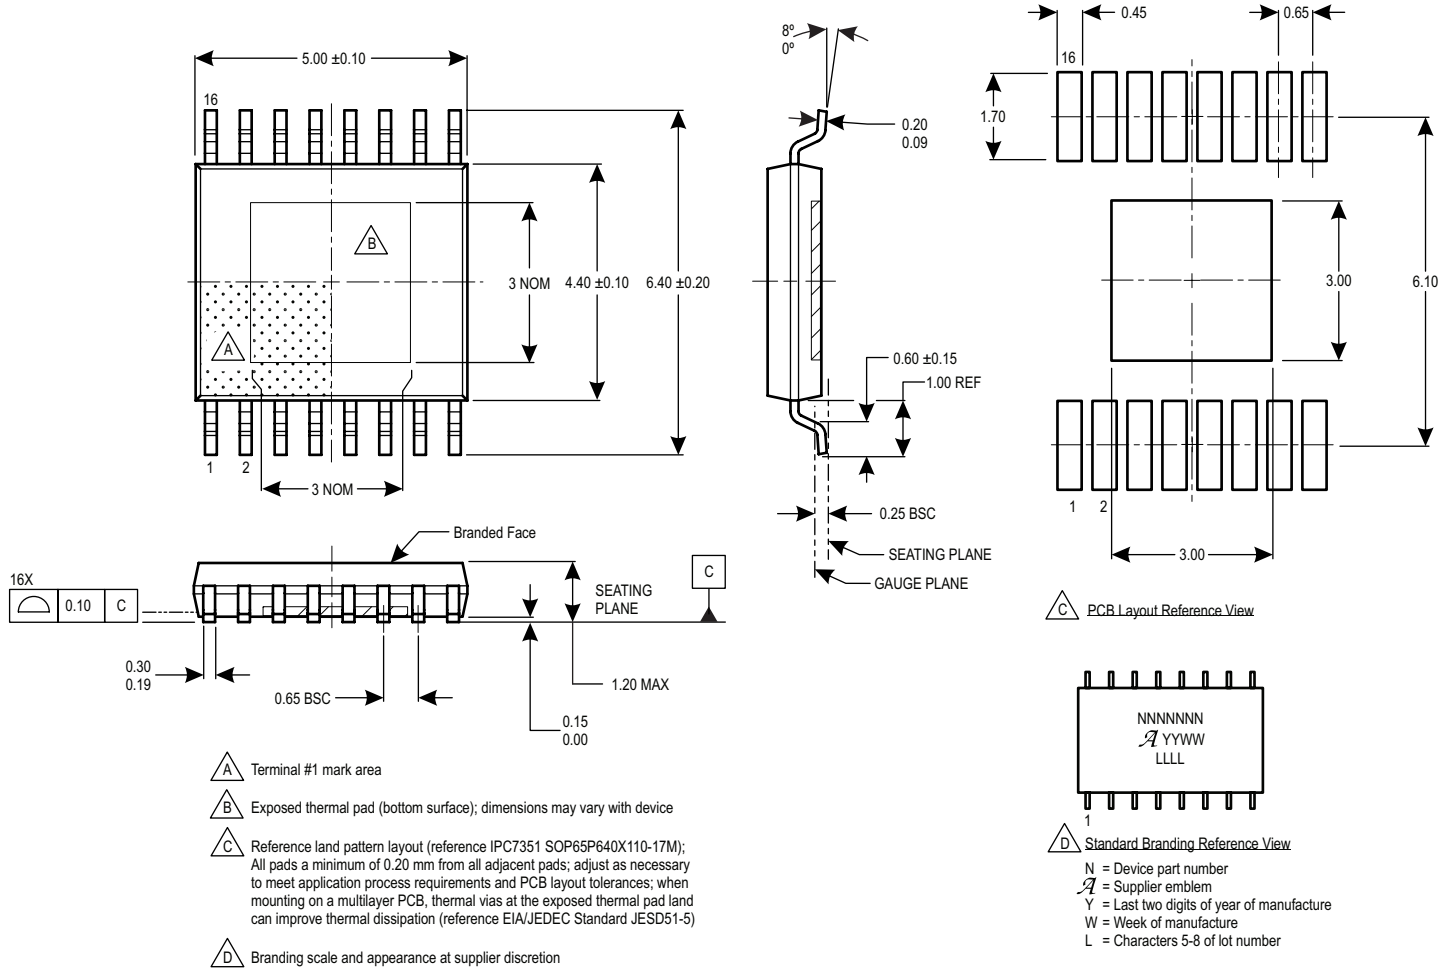 5.00 ±0.10
16
B
A
3 NOM
4.40 ±0.10
6.40 ±0.20
1
2
3 NOM
8º
0º
0.20
0.09
0.60 ±0.15
1.00 REF
0.25 BSC
SEATING PLANE
GAUGE PLANE
0.45
0.65
16
1.70
3.00
6.10
1
2
3.00
C
PCB Layout Reference View
Branded Face
16X
0.10
C
SEATING
PLANE
C
0.30
0.19
0.65 BSC
1.20 MAX
0.15
0.00
A Terminal #1 mark area
B Exposed thermal pad (bottom surface); dimensions may vary with device
C Reference land pattern layout (reference IPC7351 SOP65P640X110-17M);
All pads a minimum of 0.20 mm from all adjacent pads; adjust as necessary
to meet application process requirements and PCB layout tolerances; when
mounting on a multilayer PCB, thermal vias at the exposed thermal pad land
can improve thermal dissipation (reference EIA/JEDEC Standard JESD51-5)
D Branding scale and appearance at supplier discretion
NNNNNNN
A YYWW
LLLL
1
D Standard Branding Reference View
N = Device part number
A = Supplier emblem
Y = Last two digits of year of manufacture
W = Week of manufacture
L = Characters 5-8 of lot number